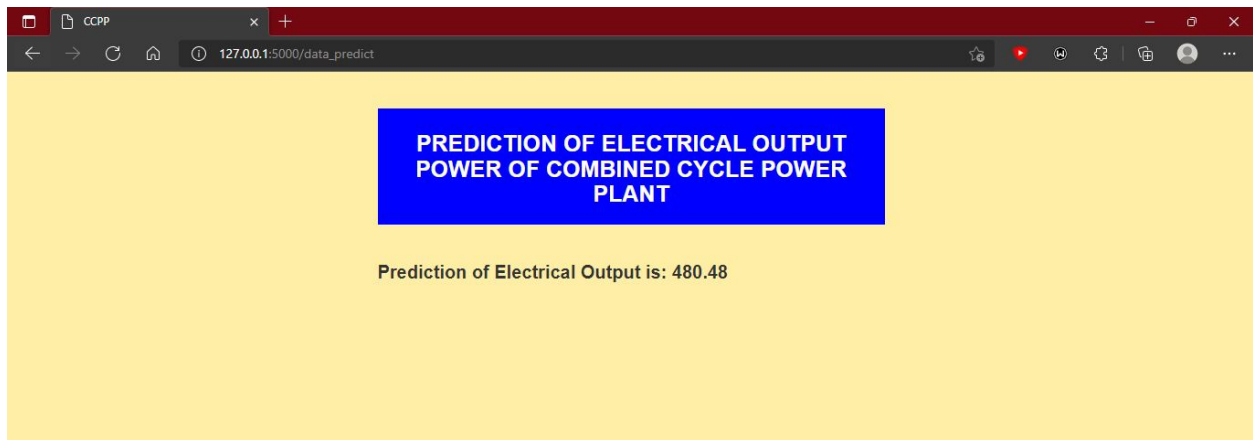 CCPP
127.0.0.1:5000/data_predict
PREDICTION OF ELECTRICAL OUTPUT
POWER OF COMBINED CYCLE POWER
PLANT
Prediction of Electrical Output is: 480.48